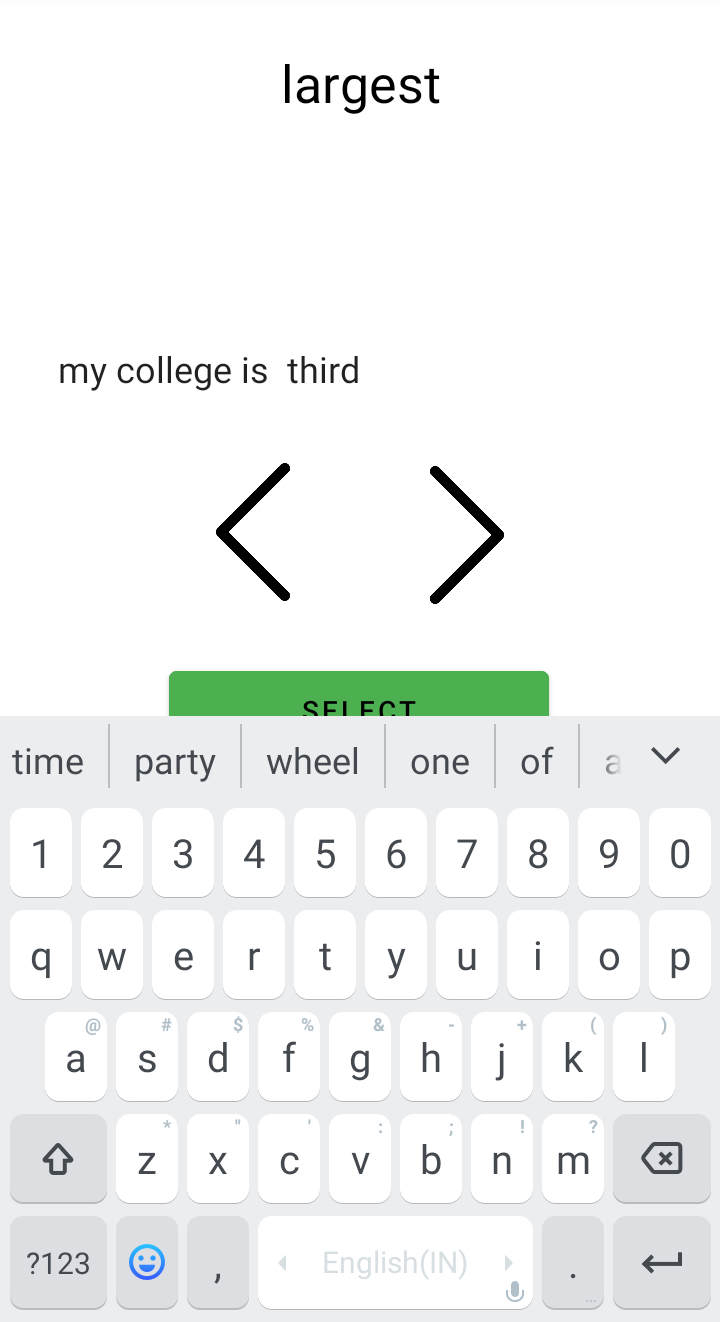 largest
my college is  third
SELECT
time party wheel one of a
1 2 3 4 5 6 7 8 9 0
q w e r t y u i o p
@ # $ % & - + ( )
a s d f g h j k l
* " ' : ; ! ?
z x c v b n m
?123 , English(IN) . ...